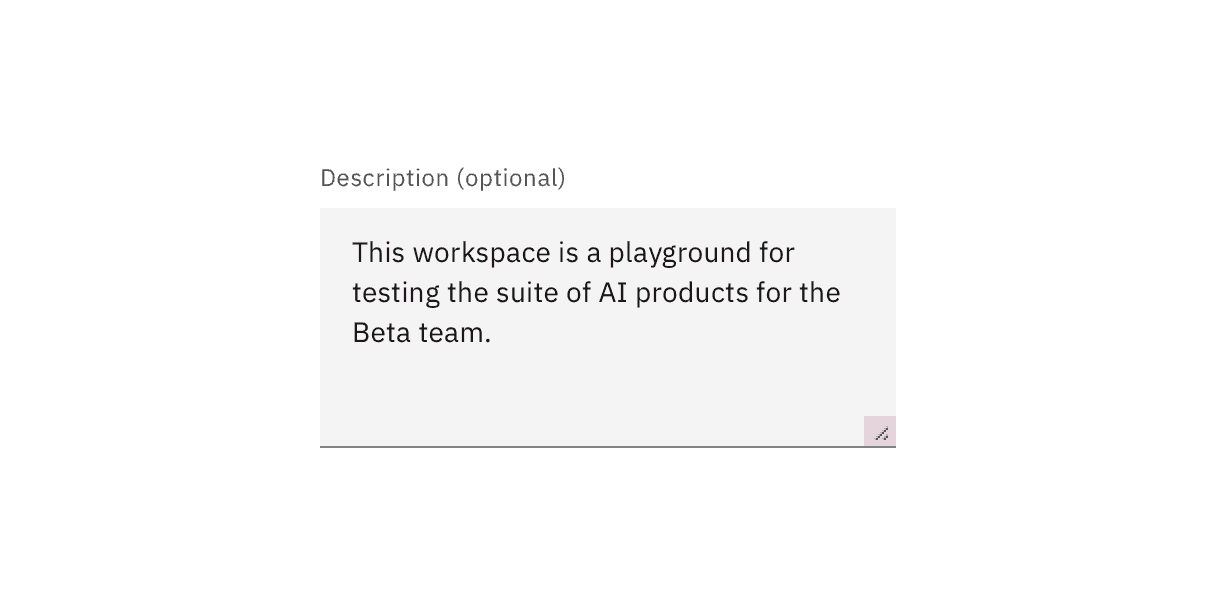 Description (optional)
This workspace is a playground for
testing the suite of AI products for the
Beta team.